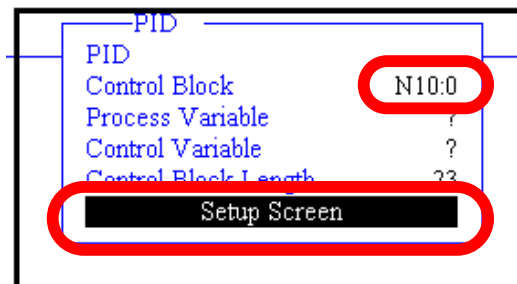 PID
PID
Control Block N10:0
Process Variable ?
Control Variable ?
Control Block Length 23
Setup Screen